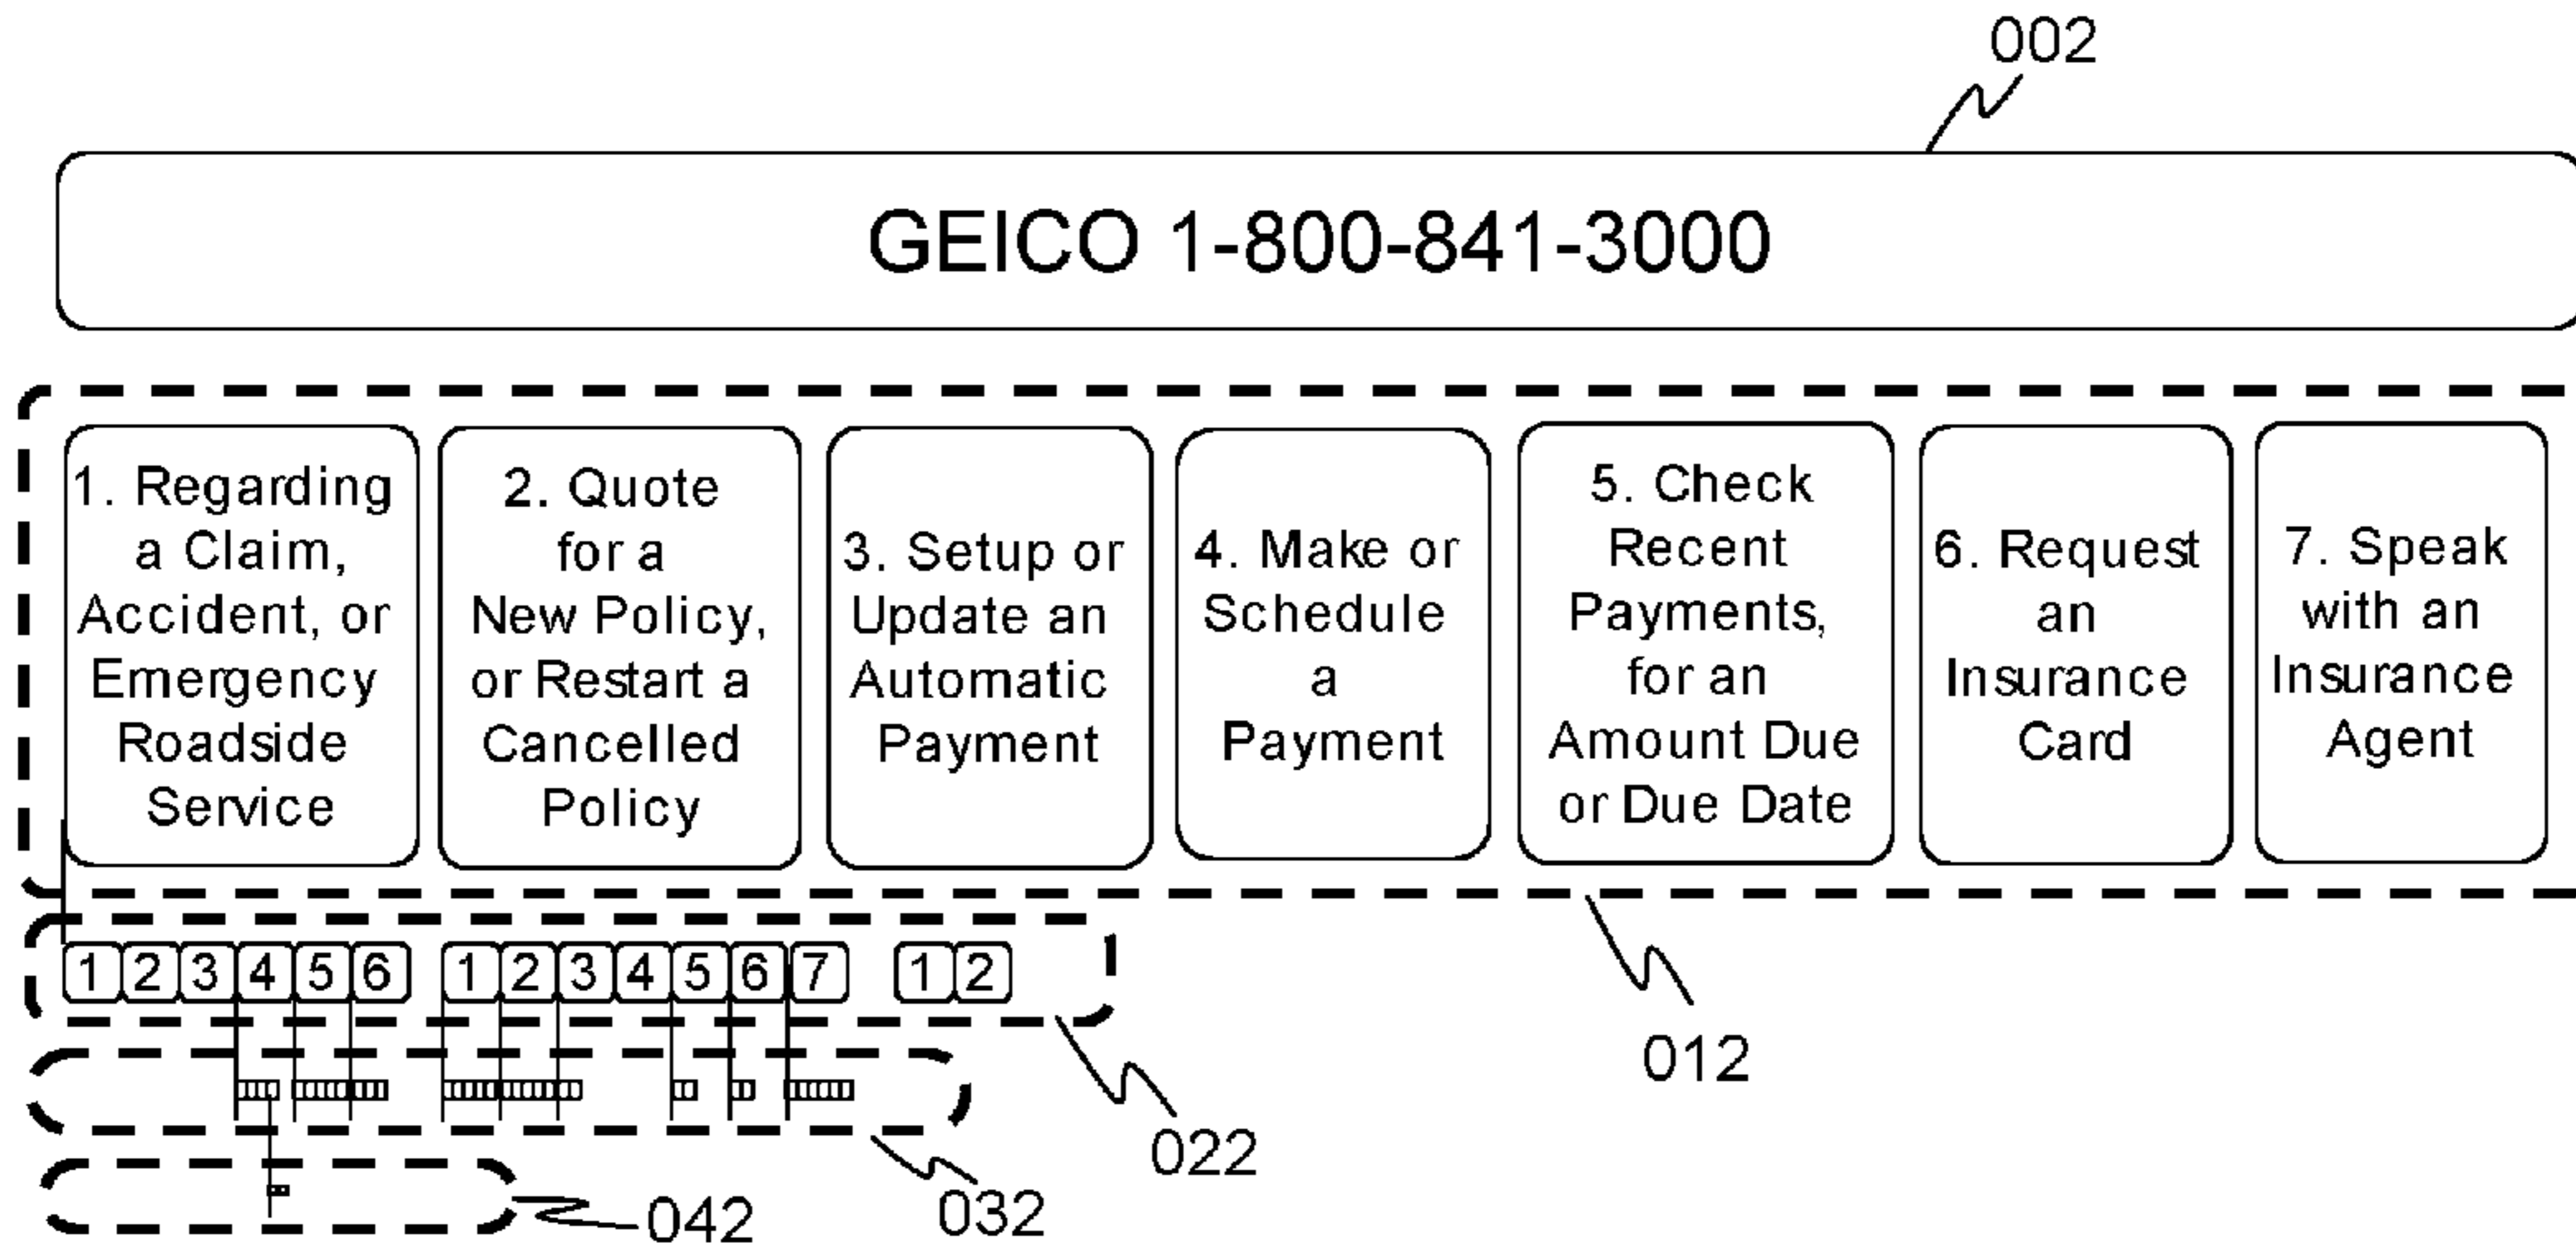 002
GEICO 1-800-841-3000
1. Regarding
a Claim,
Accident, or
Emergency
Roadside
Service
2. Quote
for a
New Policy,
or Restart a
Cancelled
Policy
3. Setup or
Update an
Automatic
Payment
4. Make or
Schedule
a
Payment
5. Check
Recent
Payments,
for an
Amount Due
or Due Date
6. Request
an
Insurance
Card
7. Speak
with an
Insurance
Agent
1 2 3 4 5 6 1 2 3 4 5 6 7 1 2
012
022
032
042